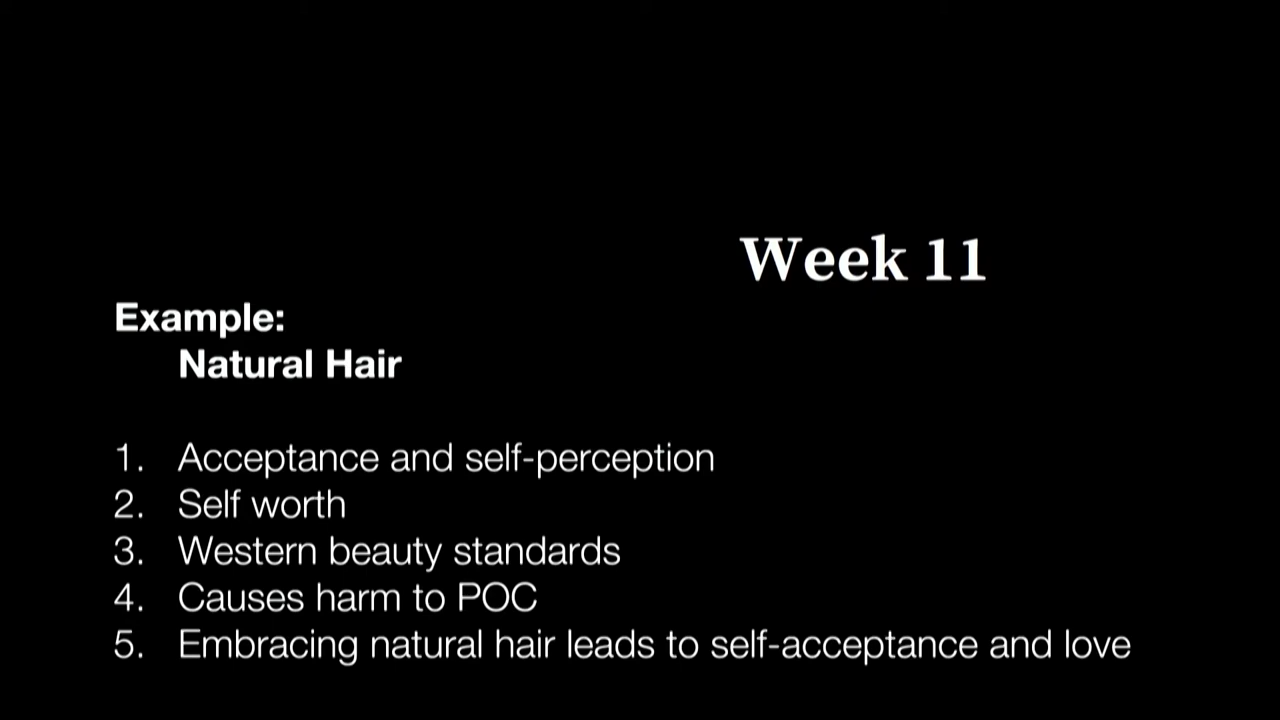 Week 11
Example:
Natural Hair
1. Acceptance and self-perception
2. Self worth
3. Western beauty standards
4. Causes harm to POC
5. Embracing natural hair leads to self-acceptance and love